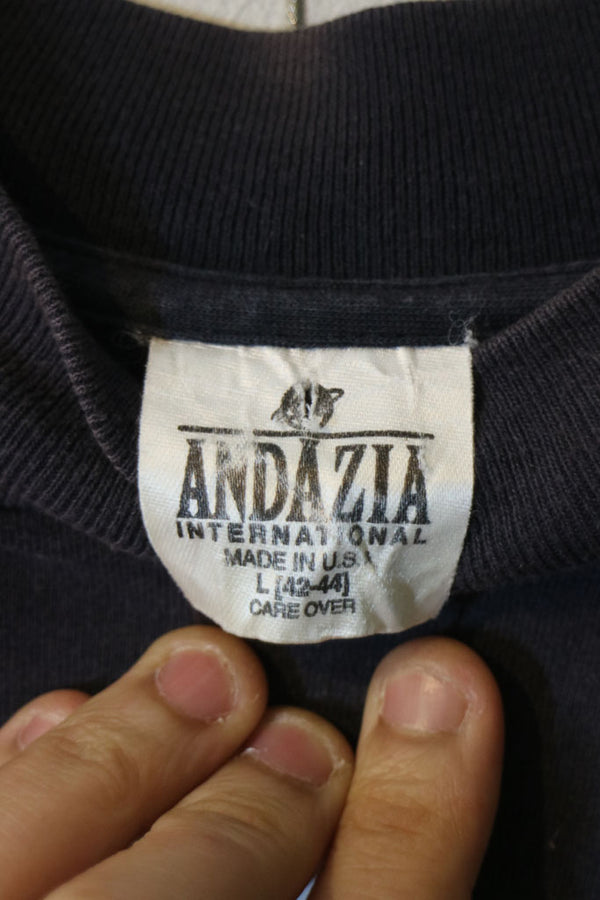 ANDAZIA
INTERNATIONAL
MADE IN U.S.A
L [42-44]
CARE OVER